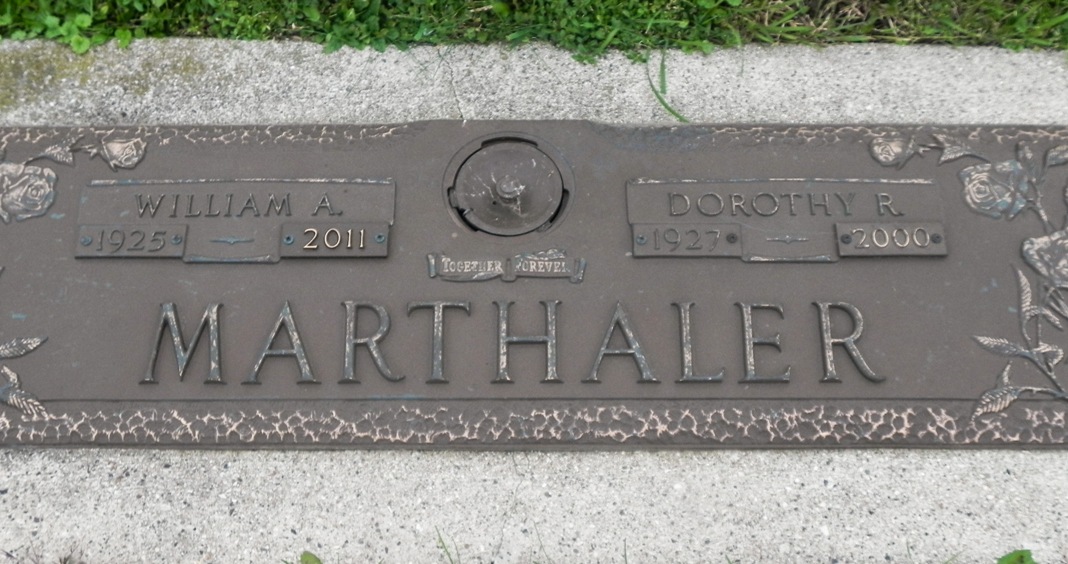 WILLIAM A.
1925 — 2011
DOROTHY R.
1927 — 2000
TOGETHER FOREVER
MARTHALER